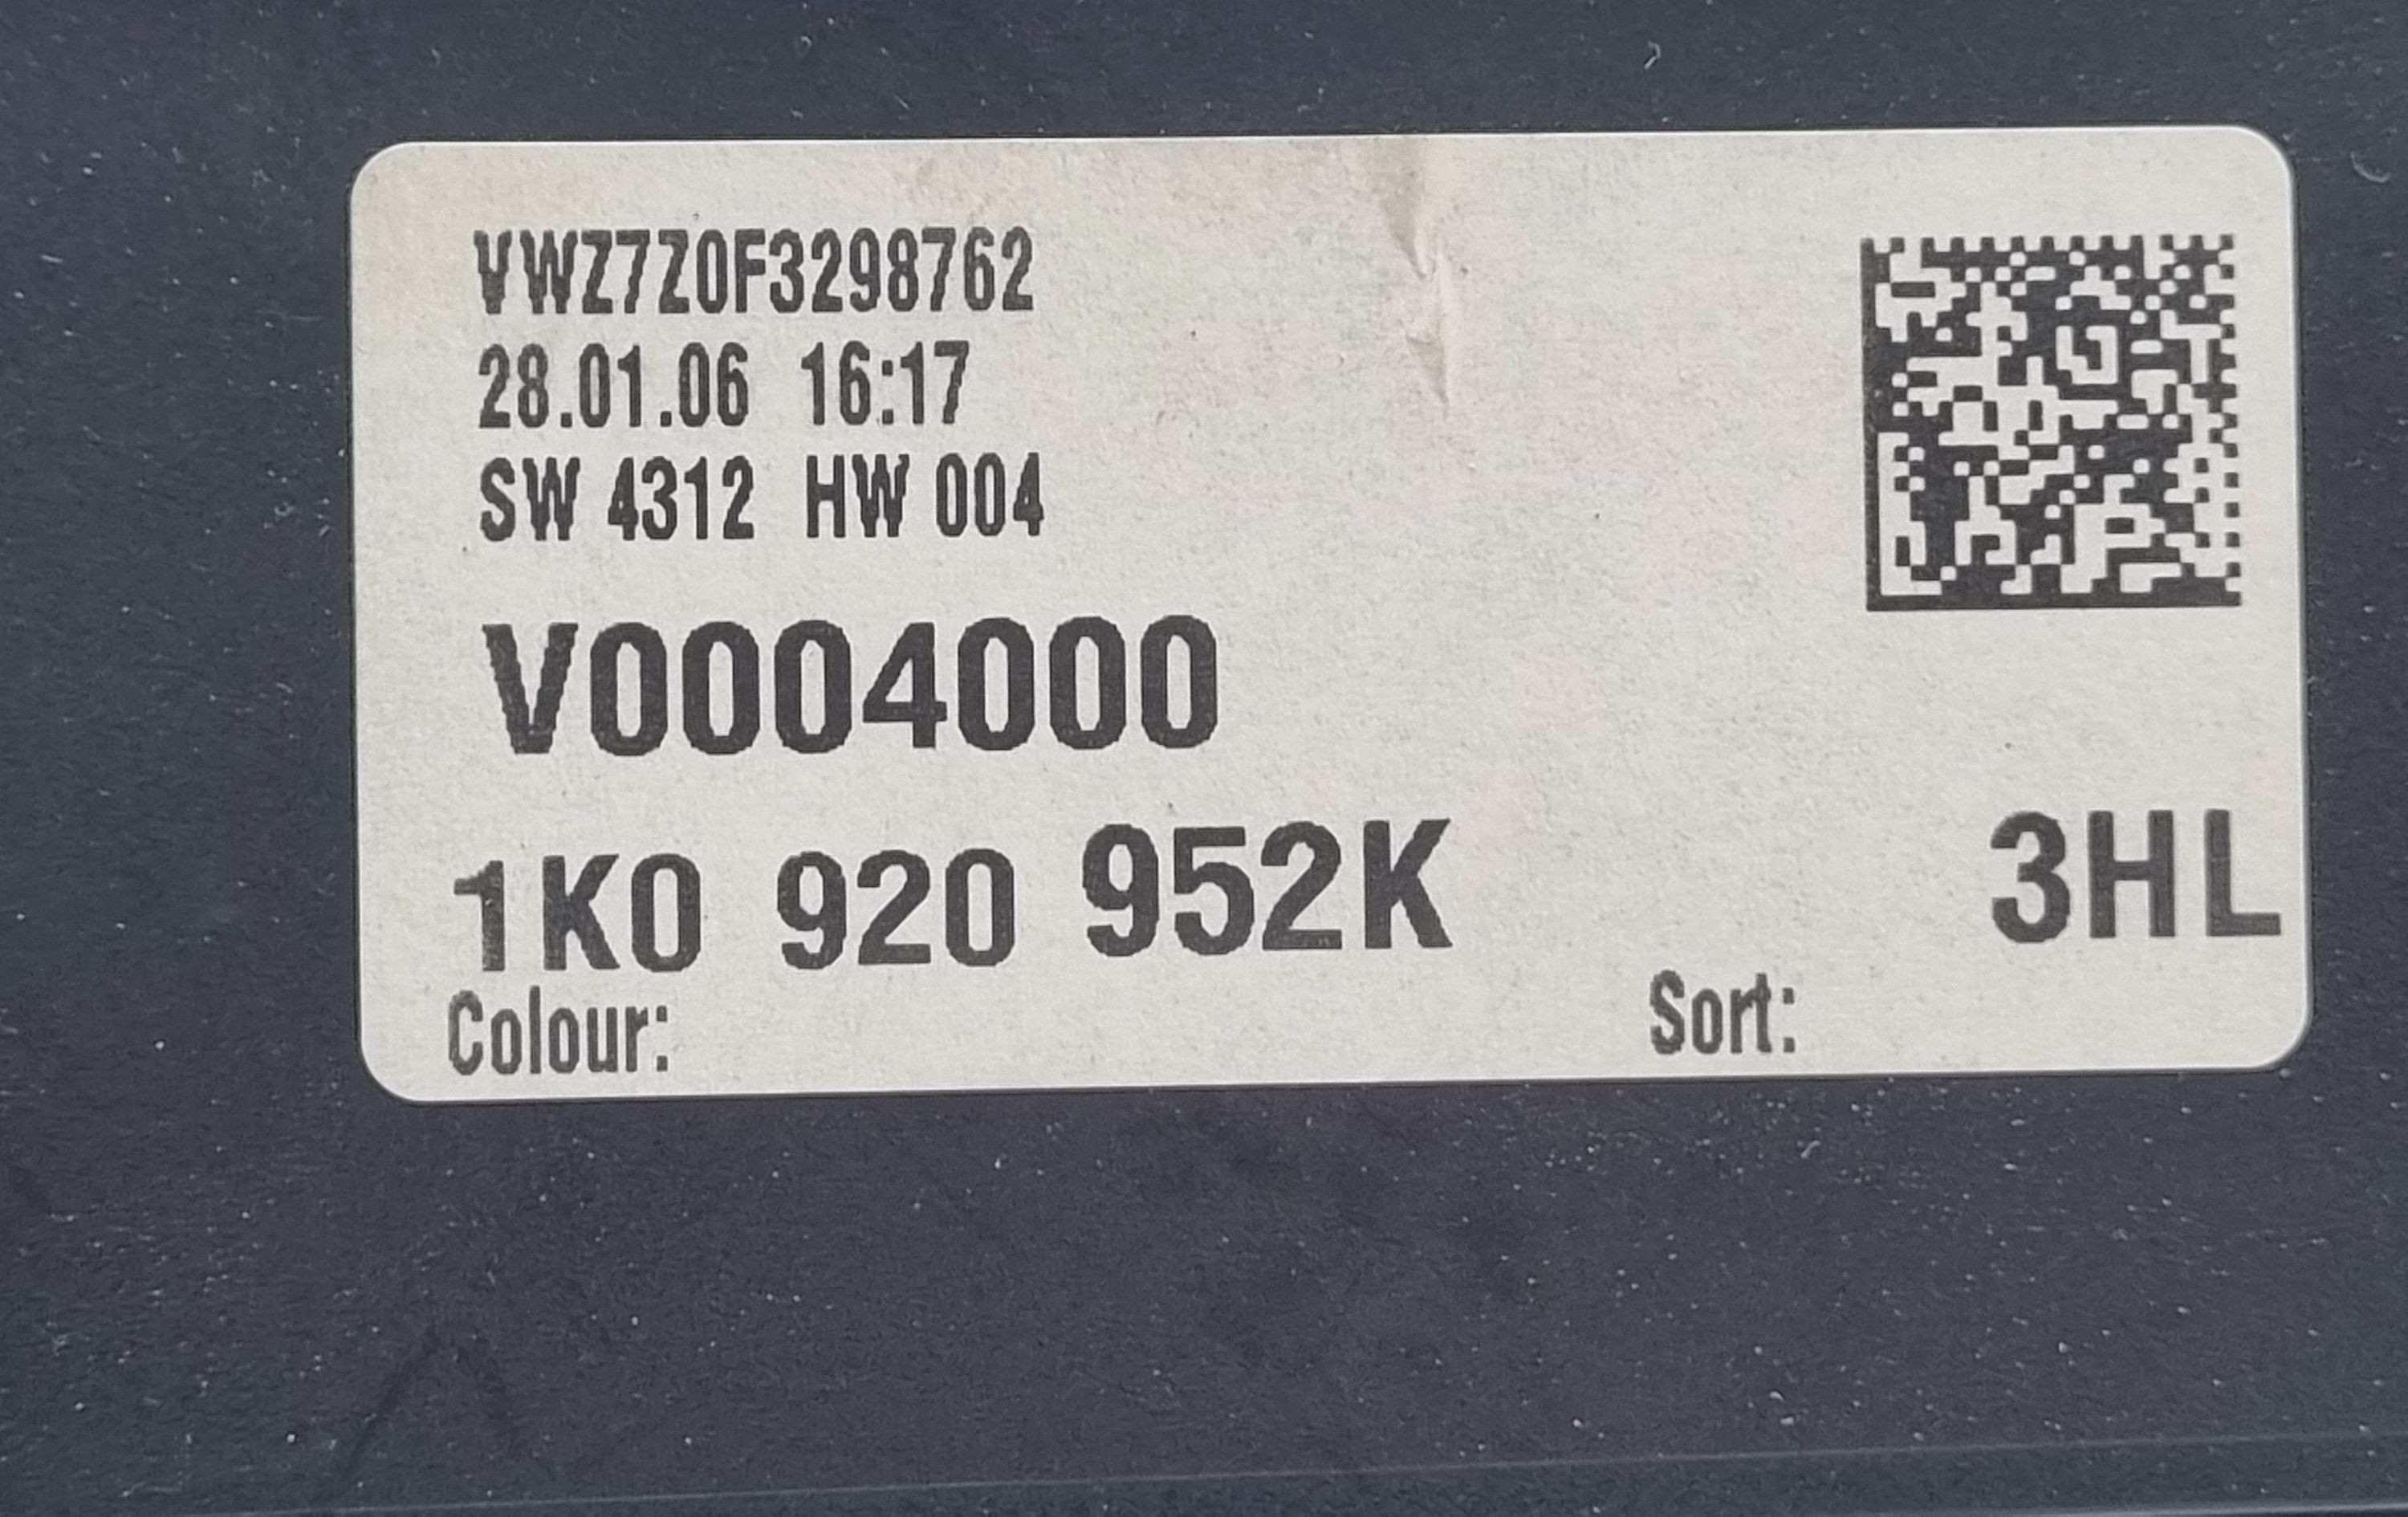 VWZ7Z0F3298762
28.01.06 16:17
SW 4312 HW 004
V0004000
1K0 920 952K 3HL
Colour: Sort: